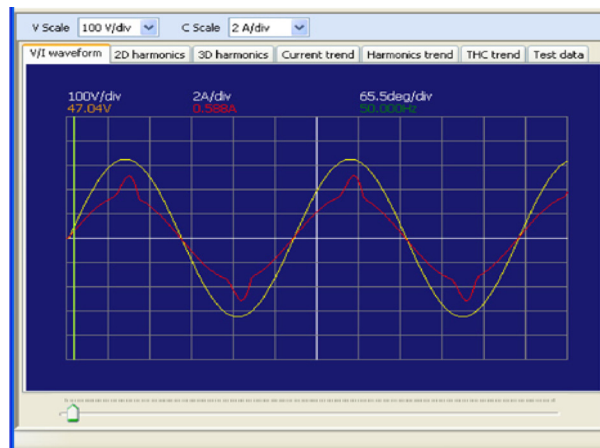 V Scale 100 V/div C Scale 2 A/div
V/I waveform 2D harmonics 3D harmonics Current trend Harmonics trend THC trend Test data
100V/div 2A/div 65.5deg/div
47.04V 0.588A 50.000Hz